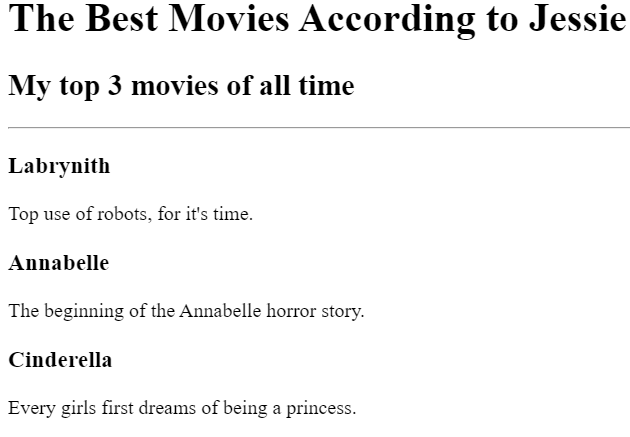 The Best Movies According to Jessie
My top 3 movies of all time
Labrynith
Top use of robots, for it's time.
Annabelle
The beginning of the Annabelle horror story.
Cinderella
Every girls first dreams of being a princess.